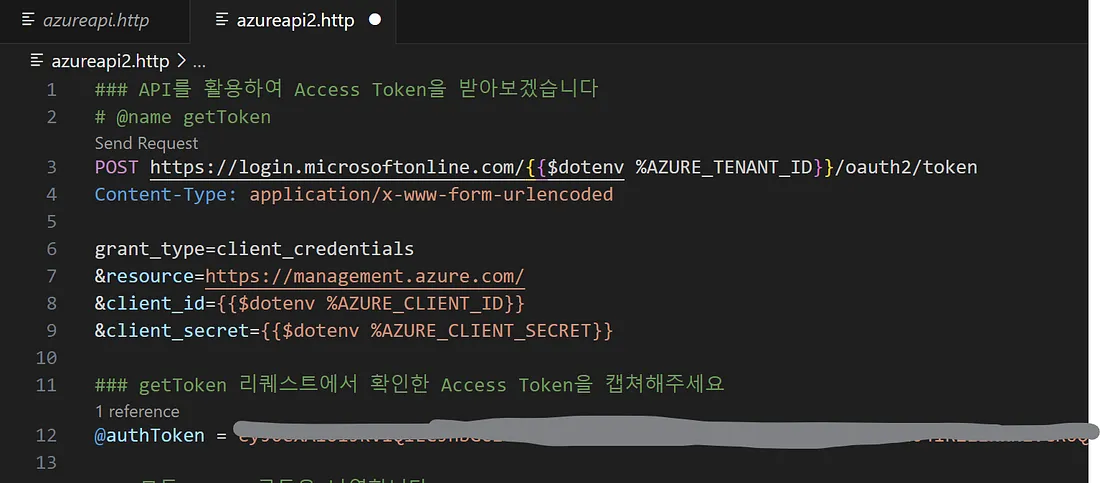 azureapi.http azureapi2.http
azureapi2.http > ...
1 ### API를 활용하여 Access Token을 받아보겠습니다
2 # @name getToken
Send Request
3 POST https://login.microsoftonline.com/{{$dotenv %AZURE_TENANT_ID}}/oauth2/token
4 Content-Type: application/x-www-form-urlencoded
5
6 grant_type=client_credentials
7 &resource=https://management.azure.com/
8 &client_id={{$dotenv %AZURE_CLIENT_ID}}
9 &client_secret={{$dotenv %AZURE_CLIENT_SECRET}}
10
11 ### getToken 리퀘스트에서 확인한 Access Token을 캡쳐해주세요
1 reference
12 @authToken =
13